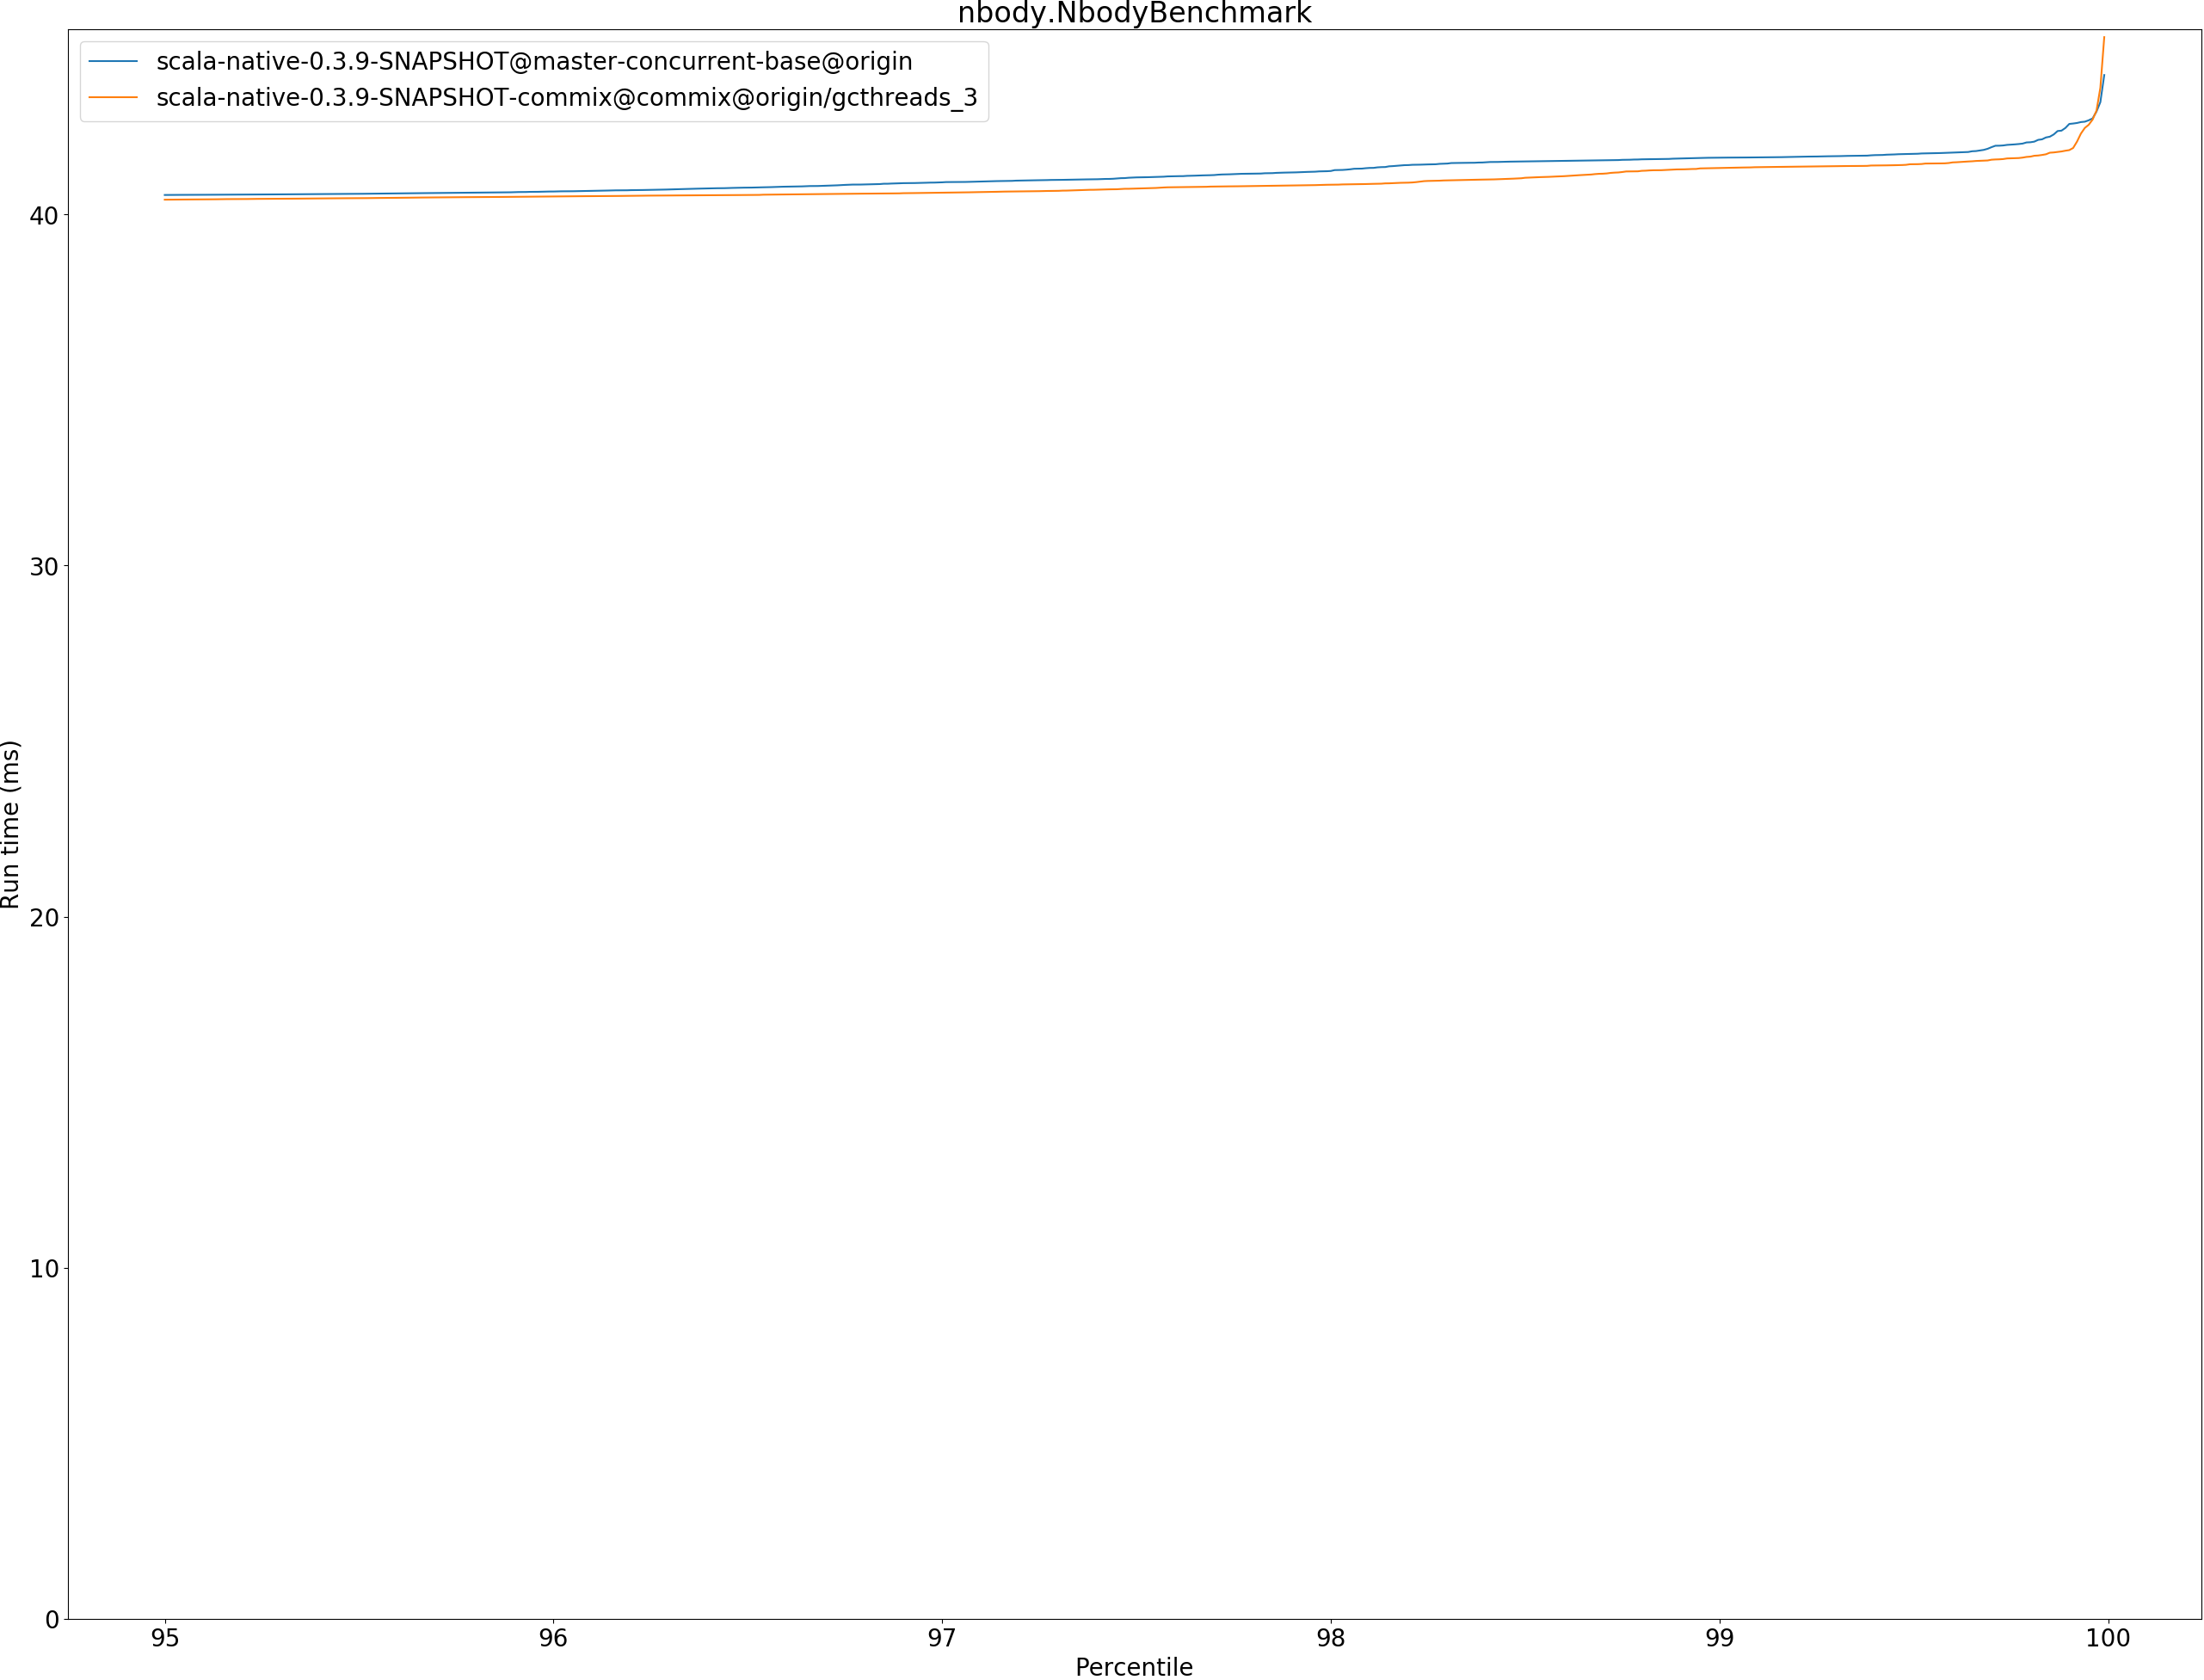 nbody.NbodyBenchmark
scala-native-0.3.9-SNAPSHOT@master-concurrent-base@origin
scala-native-0.3.9-SNAPSHOT-commix@commix@origin/gcthreads_3
40
30
20
10
0
Run time (ms)
95 96 97 98 99 100
Percentile